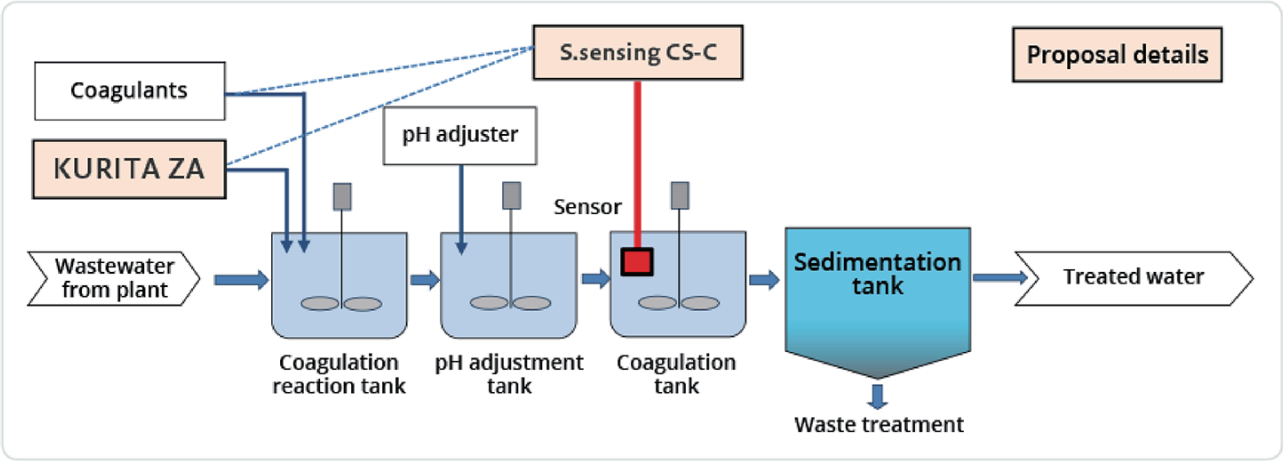 S.sensing CS-C
Proposal details
Coagulants
pH adjuster
KURITA ZA
Sensor
Wastewater
from plant
Sedimentation
tank
Treated water
Coagulation
reaction tank
pH adjustment
tank
Coagulation
tank
Waste treatment